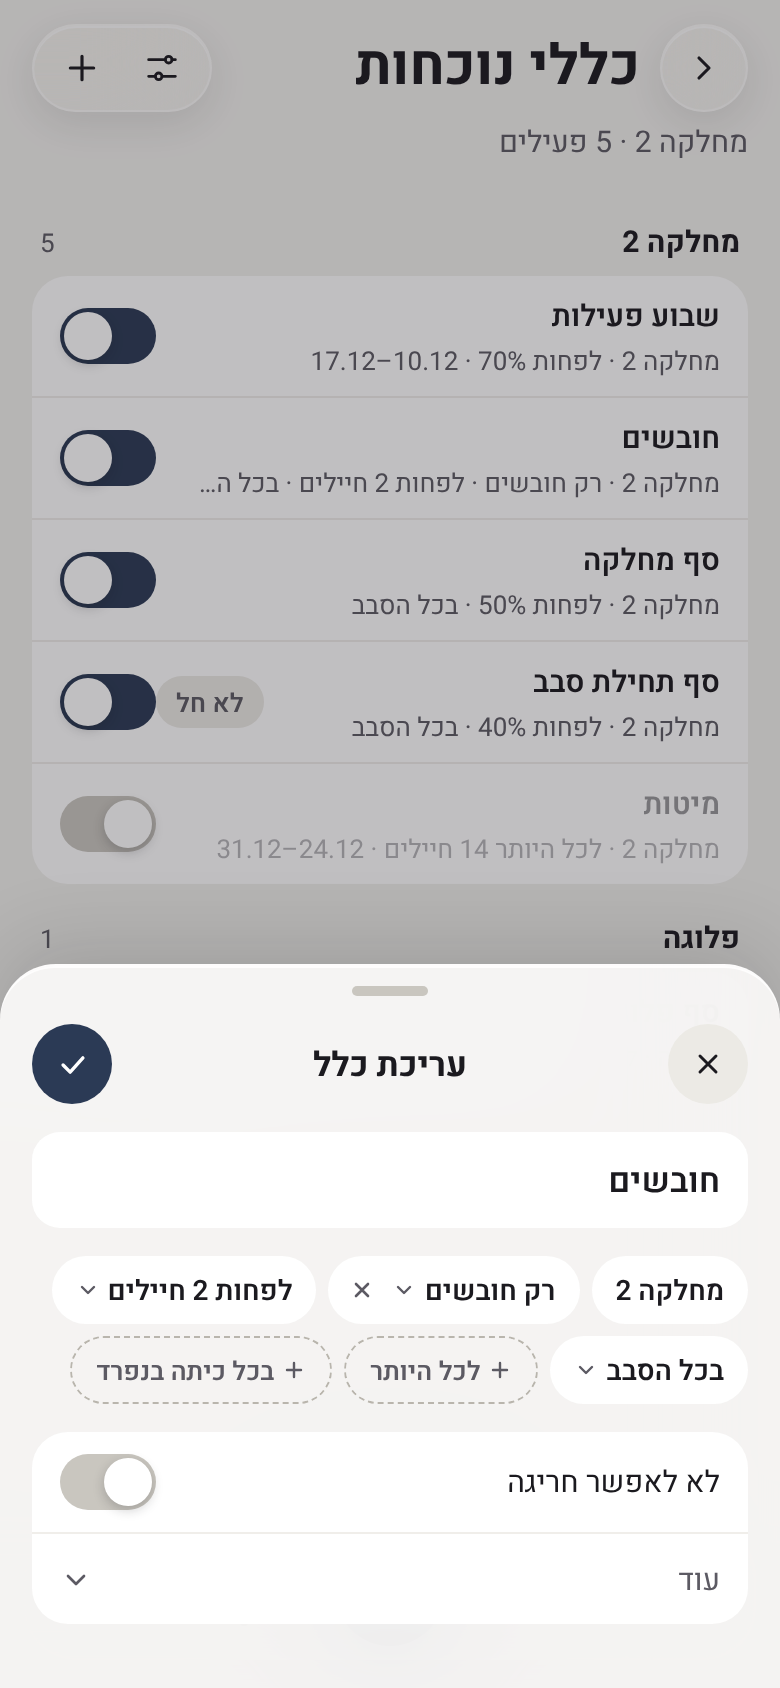 כללי נוכחות
מחלקה 2 · 5 פעילים
מחלקה 2
5
שבוע פעילות
מחלקה 2 · לפחות 70% · 10.12–17.12
חובשים
מחלקה 2 · רק חובשים · לפחות 2 חיילים · בכל ה...
סף מחלקה
מחלקה 2 · לפחות 50% · בכל הסבב
סף תחילת סבב
לא חל
מחלקה 2 · לפחות 40% · בכל הסבב
מיטות
מחלקה 2 · לכל היותר 14 חיילים · 24.12–31.12
פלוגה
1
עריכת כלל
חובשים
מחלקה 2
רק חובשים
לפחות 2 חיילים
בכל הסבב
+ לכל היותר
+ בכל כיתה בנפרד
לא לאפשר חריגה
עוד